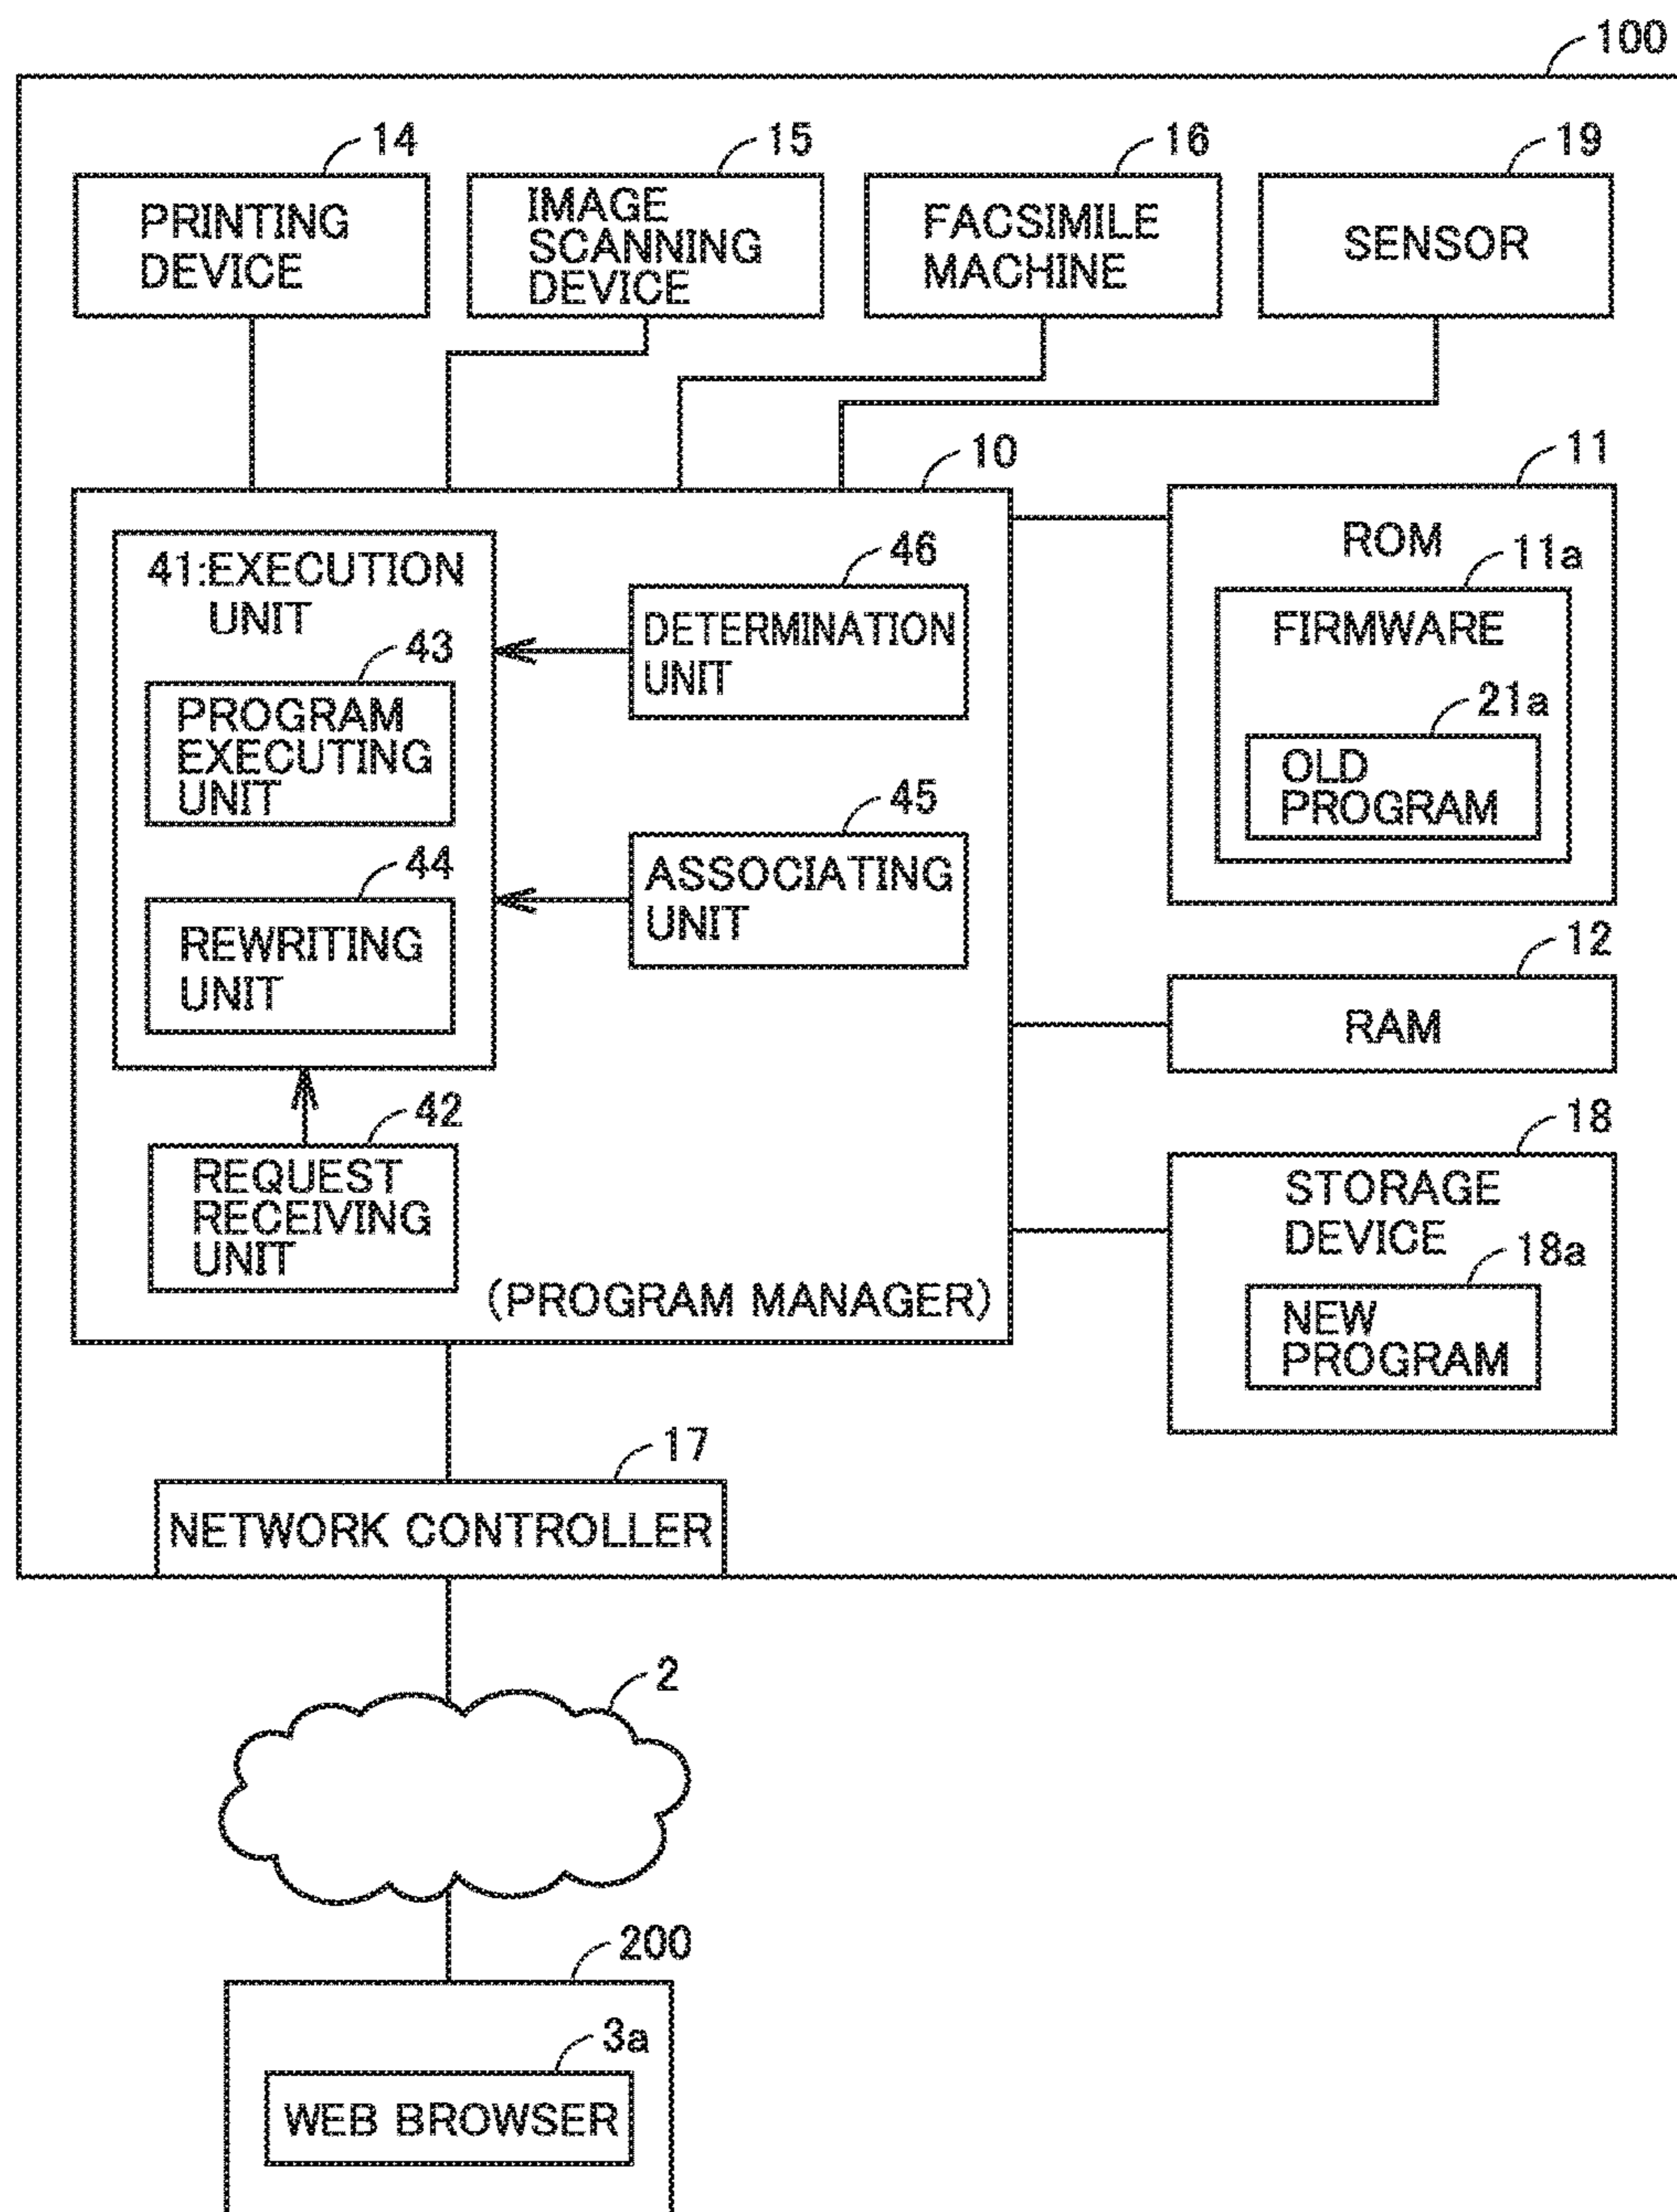 100
14
PRINTING
DEVICE
15
IMAGE
SCANNING
DEVICE
16
FACSIMILE
MACHINE
19
SENSOR
10
41:EXECUTION
UNIT
43
PROGRAM
EXECUTING
UNIT
44
REWRITING
UNIT
46
DETERMINATION
UNIT
45
ASSOCIATING
UNIT
42
REQUEST
RECEIVING
UNIT
(PROGRAM MANAGER)
11
ROM
11a
FIRMWARE
21a
OLD
PROGRAM
12
RAM
18
STORAGE
DEVICE
18a
NEW
PROGRAM
17
NETWORK CONTROLLER
2
200
3a
WEB BROWSER